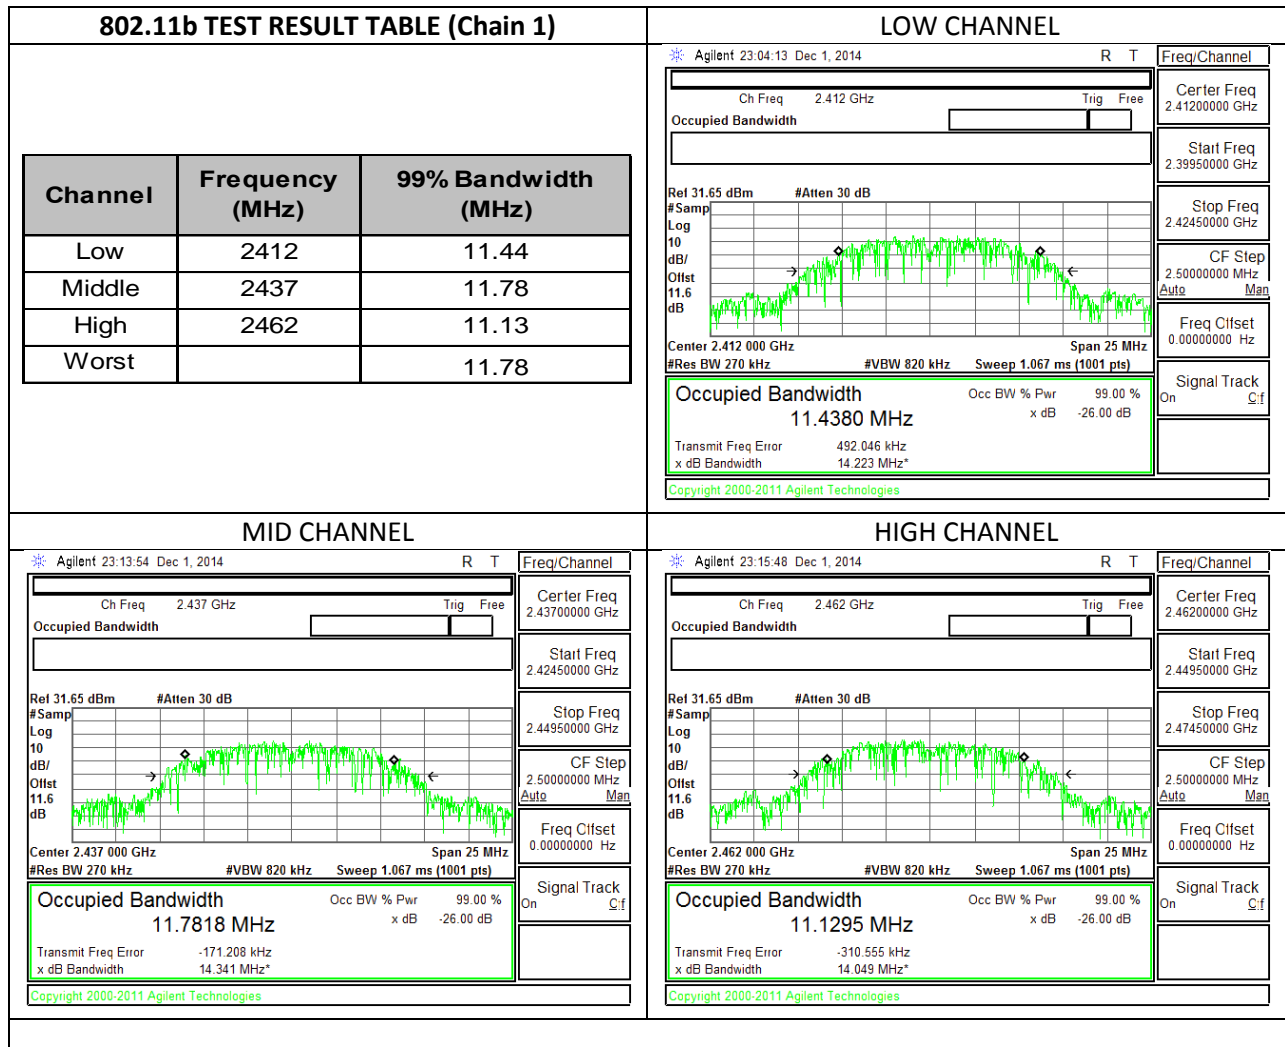 802.11b TEST RESULT TABLE (Chain 1)
Channel Frequency (MHz) 99% Bandwidth (MHz)
Low 2412 11.44
Middle 2437 11.78
High 2462 11.13
Worst 11.78
LOW CHANNEL
Agilent 23:04:13 Dec 1, 2014 R T
Ch Freq 2.412 GHz Trig Free
Occupied Bandwidth
Ref 31.65 dBm #Atten 30 dB
#Samp
Log
10
dB/
Offst
11.6
dB
Center 2.412 000 GHz Span 25 MHz
#Res BW 270 kHz #VBW 820 kHz Sweep 1.067 ms (1001 pts)
Occupied Bandwidth Occ BW % Pwr 99.00 %
11.4380 MHz x dB -26.00 dB
Transmit Freq Error 492.046 kHz
x dB Bandwidth 14.223 MHz*
Copyright 2000-2011 Agilent Technologies
Freq/Channel
Center Freq
2.41200000 GHz
Start Freq
2.39950000 GHz
Stop Freq
2.42450000 GHz
CF Step
2.50000000 MHz
Auto Man
Freq Offset
0.00000000 Hz
Signal Track
On Off
MID CHANNEL
Agilent 23:13:54 Dec 1, 2014 R T
Ch Freq 2.437 GHz Trig Free
Occupied Bandwidth
Ref 31.65 dBm #Atten 30 dB
#Samp
Log
10
dB/
Offst
11.6
dB
Center 2.437 000 GHz Span 25 MHz
#Res BW 270 kHz #VBW 820 kHz Sweep 1.067 ms (1001 pts)
Occupied Bandwidth Occ BW % Pwr 99.00 %
11.7818 MHz x dB -26.00 dB
Transmit Freq Error -171.208 kHz
x dB Bandwidth 14.341 MHz*
Copyright 2000-2011 Agilent Technologies
Freq/Channel
Center Freq
2.43700000 GHz
Start Freq
2.42450000 GHz
Stop Freq
2.44950000 GHz
CF Step
2.50000000 MHz
Auto Man
Freq Offset
0.00000000 Hz
Signal Track
On Off
HIGH CHANNEL
Agilent 23:15:48 Dec 1, 2014 R T
Ch Freq 2.462 GHz Trig Free
Occupied Bandwidth
Ref 31.65 dBm #Atten 30 dB
#Samp
Log
10
dB/
Offst
11.6
dB
Center 2.462 000 GHz Span 25 MHz
#Res BW 270 kHz #VBW 820 kHz Sweep 1.067 ms (1001 pts)
Occupied Bandwidth Occ BW % Pwr 99.00 %
11.1295 MHz x dB -26.00 dB
Transmit Freq Error -310.555 kHz
x dB Bandwidth 14.049 MHz*
Copyright 2000-2011 Agilent Technologies
Freq/Channel
Center Freq
2.46200000 GHz
Start Freq
2.44950000 GHz
Stop Freq
2.47450000 GHz
CF Step
2.50000000 MHz
Auto Man
Freq Offset
0.00000000 Hz
Signal Track
On Off